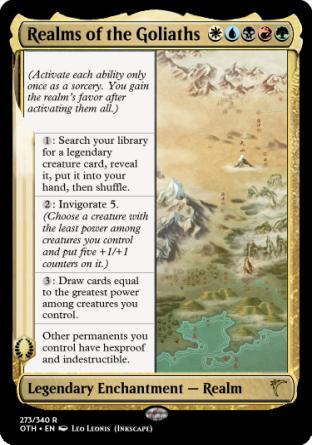 Realms of the Goliaths
(Activate each ability only
once as a sorcery. You gain
the realm's favor after
activating them all.)
1: Search your library
for a legendary
creature card, reveal
it, put it into your
hand, then shuffle.
2: Invigorate 5.
(Choose a creature with
the least power among
creatures you control
and put five +1/+1
counters on it.)
3: Draw cards equal
to the greatest power
among creatures you
control.
Other permanents you
control have hexproof
and indestructible.
Legendary Enchantment — Realm
273/340 R
OTH • EN Leo Leonis (Inkscape)